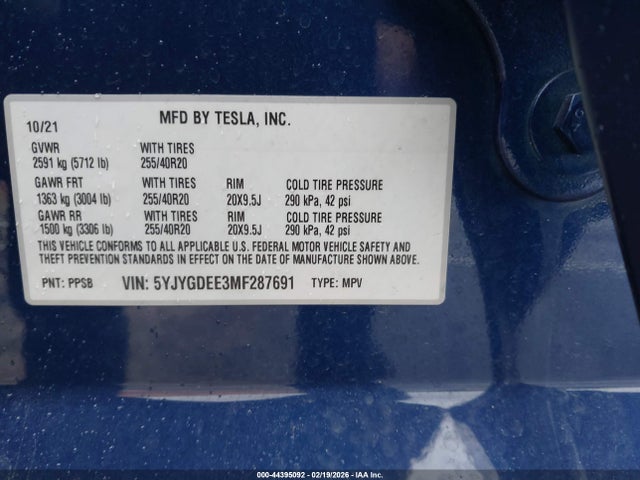 10/21 MFD BY TESLA, INC.
GVWR WITH TIRES
2591 kg (5712 lb) 255/40R20
GAWR FRT WITH TIRES RIM COLD TIRE PRESSURE
1363 kg (3004 lb) 255/40R20 20X9.5J 290 kPa, 42 psi
GAWR RR WITH TIRES RIM COLD TIRE PRESSURE
1500 kg (3306 lb) 255/40R20 20X9.5J 290 kPa, 42 psi
THIS VEHICLE CONFORMS TO ALL APPLICABLE U.S. FEDERAL MOTOR VEHICLE SAFETY AND
THEFT PREVENTION STANDARDS IN EFFECT ON THE DATE OF MANUFACTURE SHOWN
ABOVE.
PNT: PPSB VIN: 5YJYGDEE3MF287691 TYPE: MPV
000-44395092 - 02/19/2026 - IAA Inc.